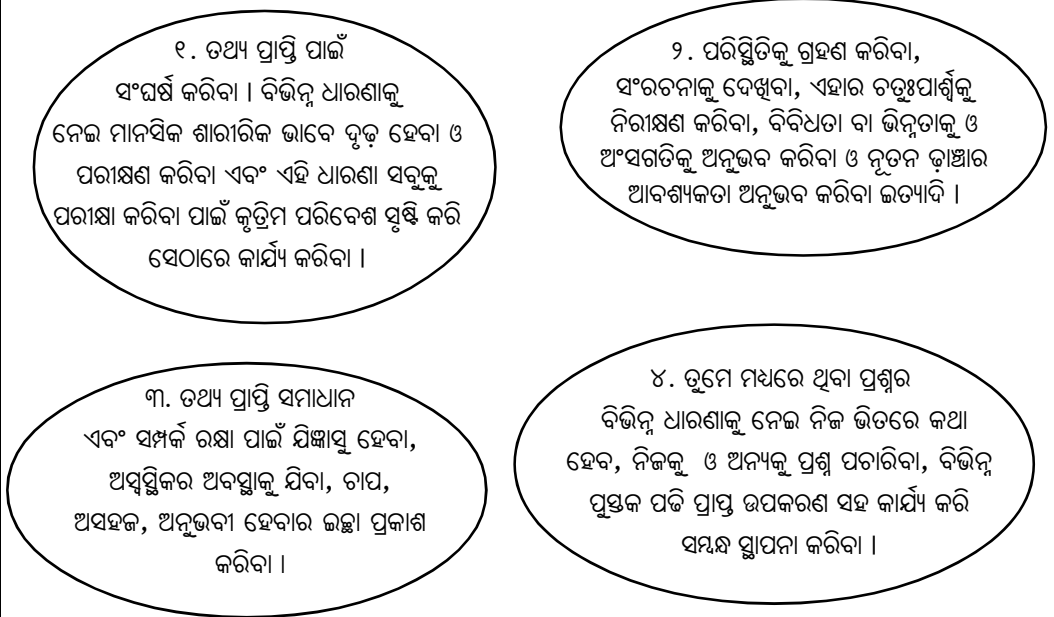 ୧. ତଥ୍ୟ ପ୍ରାପ୍ତି ପାଇଁ
ସଂଘର୍ଷ କରିବା । ବିଭିନ୍ନ ଧାରଣାକୁ
ନେଇ ମାନସିକ ଶାରୀରିକ ଭାବେ ଦୃଢ଼ ହେବା ଓ
ପରୀକ୍ଷଣ କରିବା ଏବଂ ଏହି ଧାରଣା ସବୁକୁ
ପରୀକ୍ଷା କରିବା ପାଇଁ କୃତ୍ରିମ ପରିବେଶ ସୃଷ୍ଟି କରି
ସେଠାରେ କାର୍ଯ୍ୟ କରିବା ।
୨. ପରିସ୍ଥିତିକୁ ଗ୍ରହଣ କରିବା,
ସଂରଚନାକୁ ଦେଖିବା, ଏହାର ଚତୁଃପାର୍ଶ୍ୱକୁ
ନିରୀକ୍ଷଣ କରିବା, ବିବିଧତା ବା ଭିନ୍ନତାକୁ ଓ
ଅଂସଗତିକୁ ଅନୁଭବ କରିବା ଓ ନୂତନ ଢ଼ାଞ୍ଚାର
ଆବଶ୍ୟକତା ଅନୁଭବ କରିବା ଇତ୍ୟାଦି ।
୩. ତଥ୍ୟ ପ୍ରାପ୍ତି ସମାଧାନ
ଏବଂ ସମ୍ପର୍କ ରକ୍ଷା ପାଇଁ ଯିଜ୍ଞାସୁ ହେବା,
ଅସ୍ୱସ୍ଥିକର ଅବସ୍ଥାକୁ ଯିବା, ଚାପ,
ଅସହଜ, ଅନୁଭବୀ ହେବାର ଇଚ୍ଛା ପ୍ରକାଶ
କରିବା ।
୪. ତୁମେ ମଧ୍ୟରେ ଥିବା ପ୍ରଶ୍ନର
ବିଭିନ୍ନ ଧାରଣାକୁ ନେଇ ନିଜ ଭିତରେ କଥା
ହେବ, ନିଜକୁ ଓ ଅନ୍ୟକୁ ପ୍ରଶ୍ନ ପଚାରିବା, ବିଭିନ୍ନ
ପୁସ୍ତକ ପଢି ପ୍ରାପ୍ତ ଉପକରଣ ସହ କାର୍ଯ୍ୟ କରି
ସମ୍ବନ୍ଧ ସ୍ଥାପନା କରିବା ।